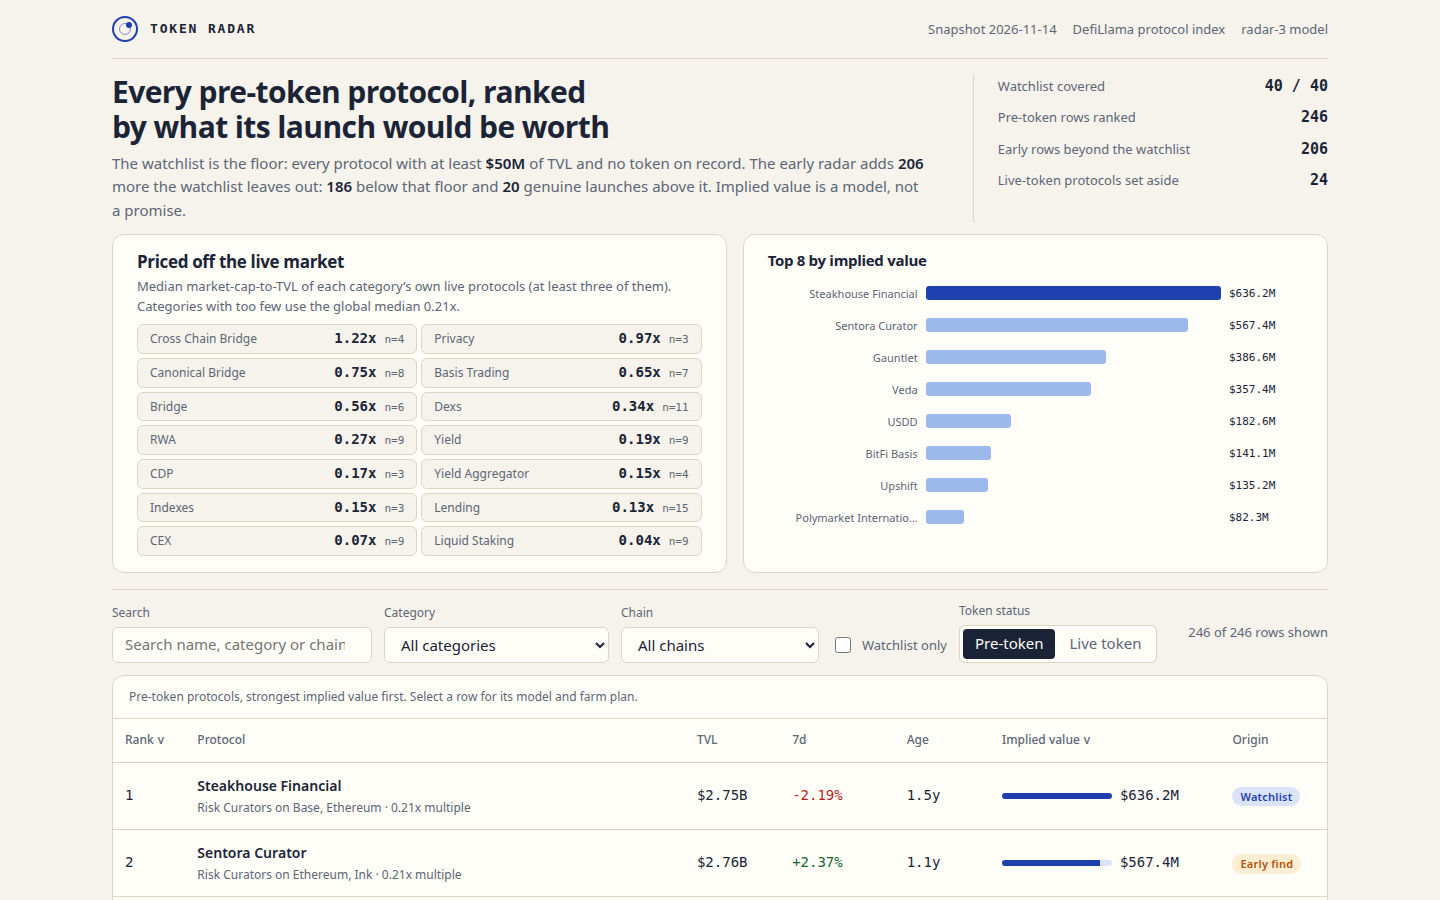 TOKEN RADAR
Snapshot 2026-11-14 DefiLlama protocol index radar-3 model
Every pre-token protocol, ranked
by what its launch would be worth
The watchlist is the floor: every protocol with at least $50M of TVL and no token on record. The early radar adds 206
more the watchlist leaves out: 186 below that floor and 20 genuine launches above it. Implied value is a model, not
a promise.
Watchlist covered 40 / 40
Pre-token rows ranked 246
Early rows beyond the watchlist 206
Live-token protocols set aside 24
Priced off the live market
Median market-cap-to-TVL of each category’s own live protocols (at least three of them).
Categories with too few use the global median 0.21x.
Cross Chain Bridge 1.22x n=4
Privacy 0.97x n=3
Canonical Bridge 0.75x n=8
Basis Trading 0.65x n=7
Bridge 0.56x n=6
Dexs 0.34x n=11
RWA 0.27x n=9
Yield 0.19x n=9
CDP 0.17x n=3
Yield Aggregator 0.15x n=4
Indexes 0.15x n=3
Lending 0.13x n=15
CEX 0.07x n=9
Liquid Staking 0.04x n=9
Top 8 by implied value
Steakhouse Financial $636.2M
Sentora Curator $567.4M
Gauntlet $386.6M
Veda $357.4M
USDD $182.6M
BitFi Basis $141.1M
Upshift $135.2M
Polymarket Internatio… $82.3M
Search
Search name, category or chain
Category
All categories
Chain
All chains
Watchlist only
Token status
Pre-token Live token
246 of 246 rows shown
Pre-token protocols, strongest implied value first. Select a row for its model and farm plan.
Rank v Protocol TVL 7d Age Implied value v Origin
1 Steakhouse Financial $2.75B -2.19% 1.5y $636.2M Watchlist
Risk Curators on Base, Ethereum · 0.21x multiple
2 Sentora Curator $2.76B +2.37% 1.1y $567.4M Early find
Risk Curators on Ethereum, Ink · 0.21x multiple